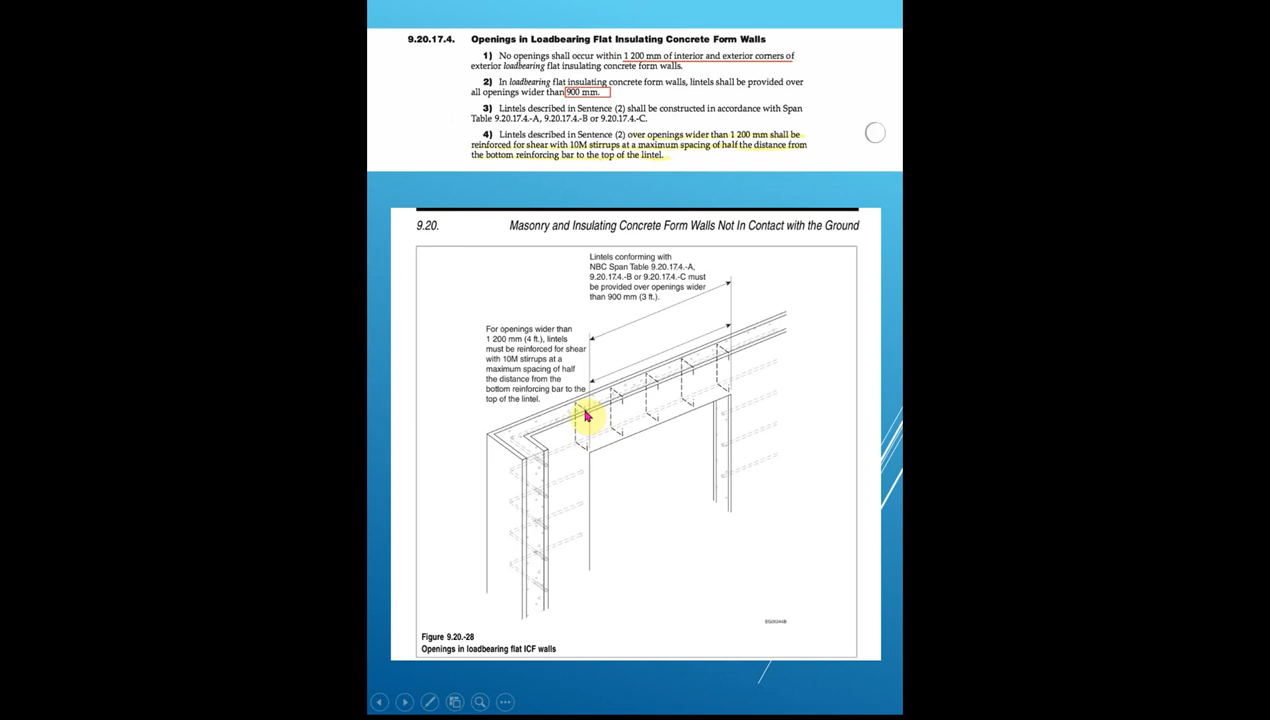 9.20.17.4. Openings in Loadbearing Flat Insulating Concrete Form Walls
1) No openings shall occur within 1 200 mm of interior and exterior corners of
exterior loadbearing flat insulating concrete form walls.
2) In loadbearing flat insulating concrete form walls, lintels shall be provided over
all openings wider than 900 mm.
3) Lintels described in Sentence (2) shall be constructed in accordance with Span
Table 9.20.17.4.-A, 9.20.17.4.-B or 9.20.17.4.-C.
4) Lintels described in Sentence (2) over openings wider than 1 200 mm shall be
reinforced for shear with 10M stirrups at a maximum spacing of half the distance from
the bottom reinforcing bar to the top of the lintel.
9.20. Masonry and Insulating Concrete Form Walls Not In Contact with the Ground
Lintels conforming with
NBC Span Table 9.20.17.4.-A,
9.20.17.4.-B or 9.20.17.4.-C must
be provided over openings wider
than 900 mm (3 ft.).
For openings wider than
1 200 mm (4 ft.), lintels
must be reinforced for shear
with 10M stirrups at a
maximum spacing of half
the distance from the
bottom reinforcing bar to the
top of the lintel.
Figure 9.20.-28
Openings in loadbearing flat ICF walls